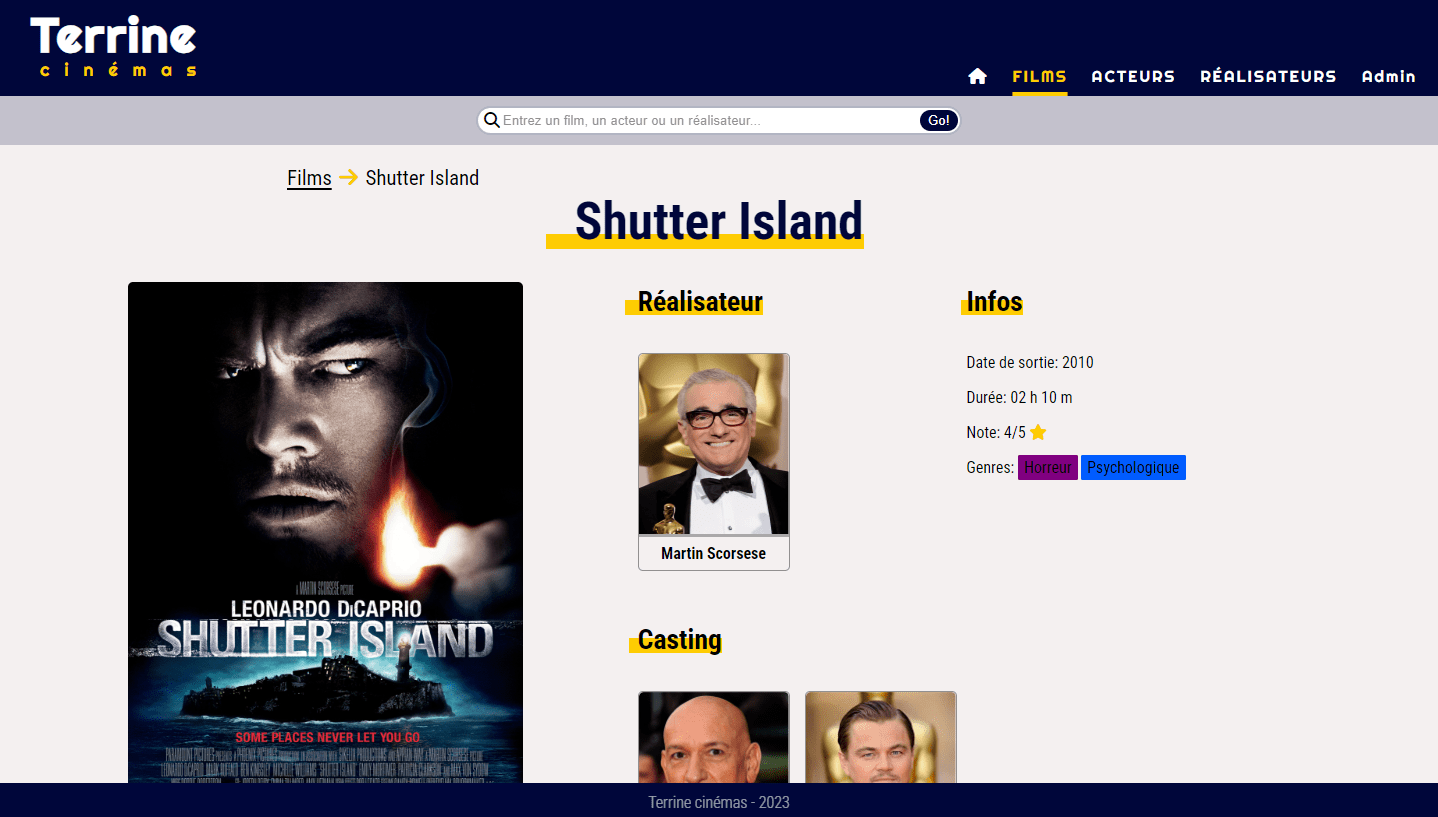 Terrine
cinémas
FILMS ACTEURS RÉALISATEURS Admin
Entrez un film, un acteur ou un réalisateur... Go!
Films Shutter Island
Shutter Island
A MARTIN SCORSESE PICTURE
LEONARDO DiCAPRIO
SHUTTER ISLAND
SOME PLACES NEVER LET YOU GO.
Réalisateur
Martin Scorsese
Infos
Date de sortie: 2010
Durée: 02 h 10 m
Note: 4/5
Genres: Horreur Psychologique
Casting
Terrine cinémas - 2023